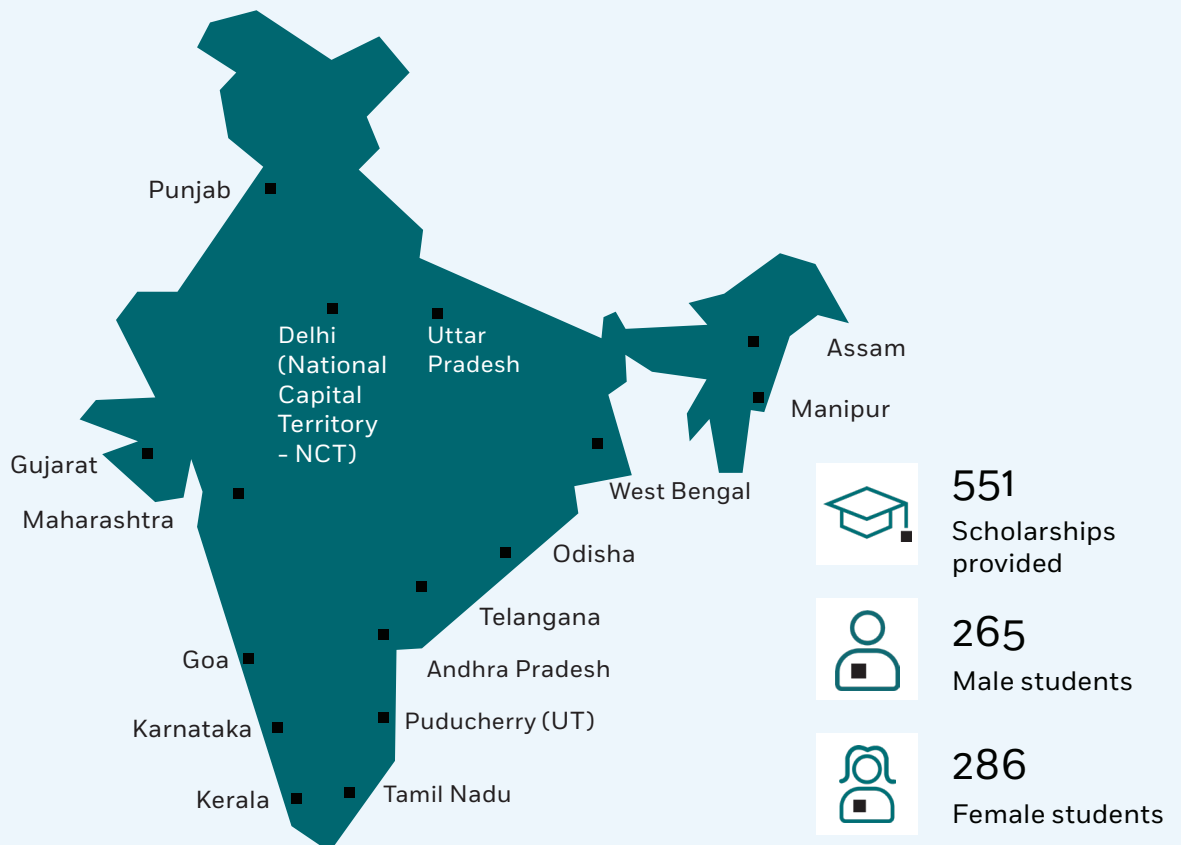 Punjab
Delhi
(National
Capital
Territory
- NCT)
Uttar
Pradesh
Assam
Manipur
Gujarat
Maharashtra
West Bengal
Odisha
Telangana
Goa
Andhra Pradesh
Karnataka
Puducherry (UT)
Kerala
Tamil Nadu
551
Scholarships
provided
265
Male students
286
Female students